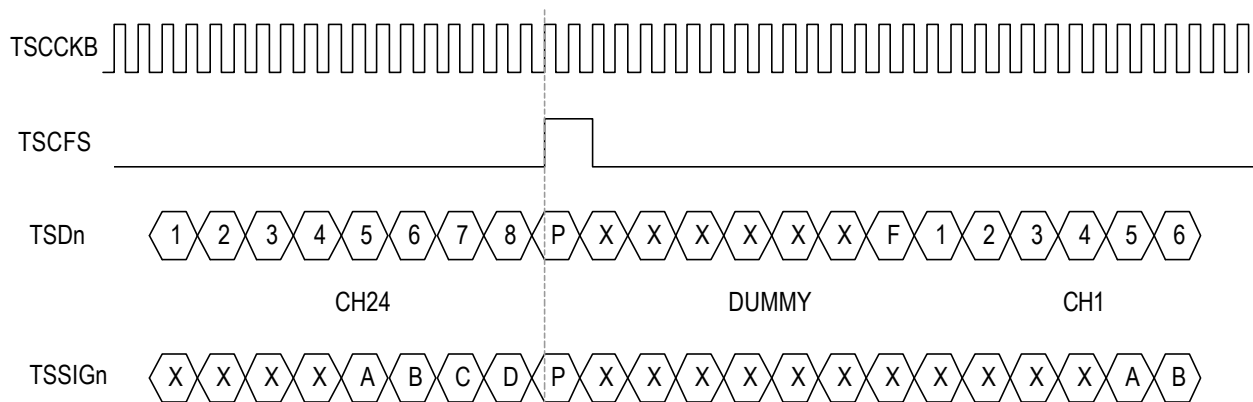 TSCCKB
TSCFS
TSDn 1 2 3 4 5 6 7 8 P X X X X X X F 1 2 3 4 5 6
CH24 DUMMY CH1
TSSIGn X X X X A B C D P X X X X X X X X X X X A B